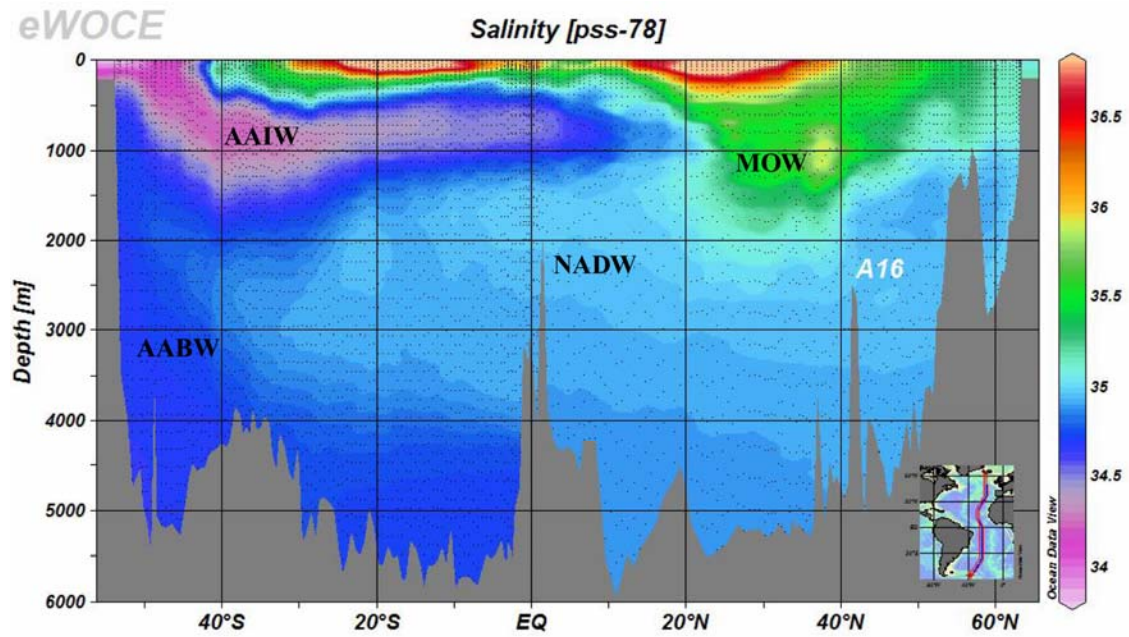 eWOCE
Salinity [pss-78]
0
1000
2000
3000
4000
5000
6000
Depth [m]
AAIW
MOW
NADW
A16
AABW
40°S
20°S
EQ
20°N
40°N
60°N
36.5
36
35.5
35
34.5
34
Ocean Data View